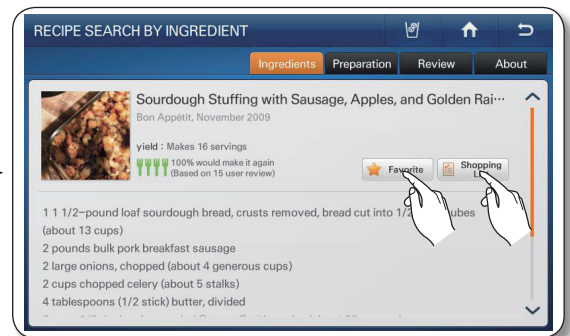 RECIPE SEARCH BY INGREDIENT
Ingredients Preparation Review About
Sourdough Stuffing with Sausage, Apples, and Golden Rai…
Bon Appétit, November 2009
yield : Makes 16 servings
100% would make it again
(Based on 15 user review)
Favorite
Shopping
1 1 1/2-pound loaf sourdough bread, crusts removed, bread cut into 1/2
(about 13 cups)
2 pounds bulk pork breakfast sausage
2 large onions, chopped (about 4 generous cups)
2 cups chopped celery (about 5 stalks)
4 tablespoons (1/2 stick) butter, divided